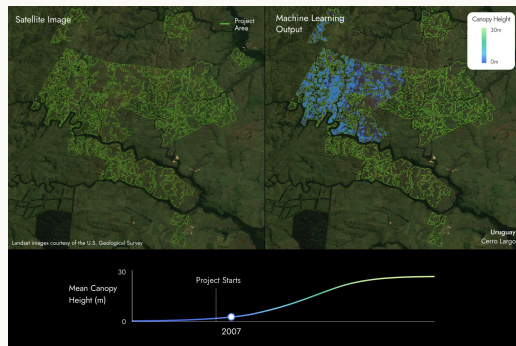 Satellite Image
Project
Area
Machine Learning
Output
Canopy Height
30m
0m
Landsat images courtesy of the U.S. Geological Survey
Uruguay
Cerro Largo
30
Mean Canopy
Height (m)
Project Starts
0
2007